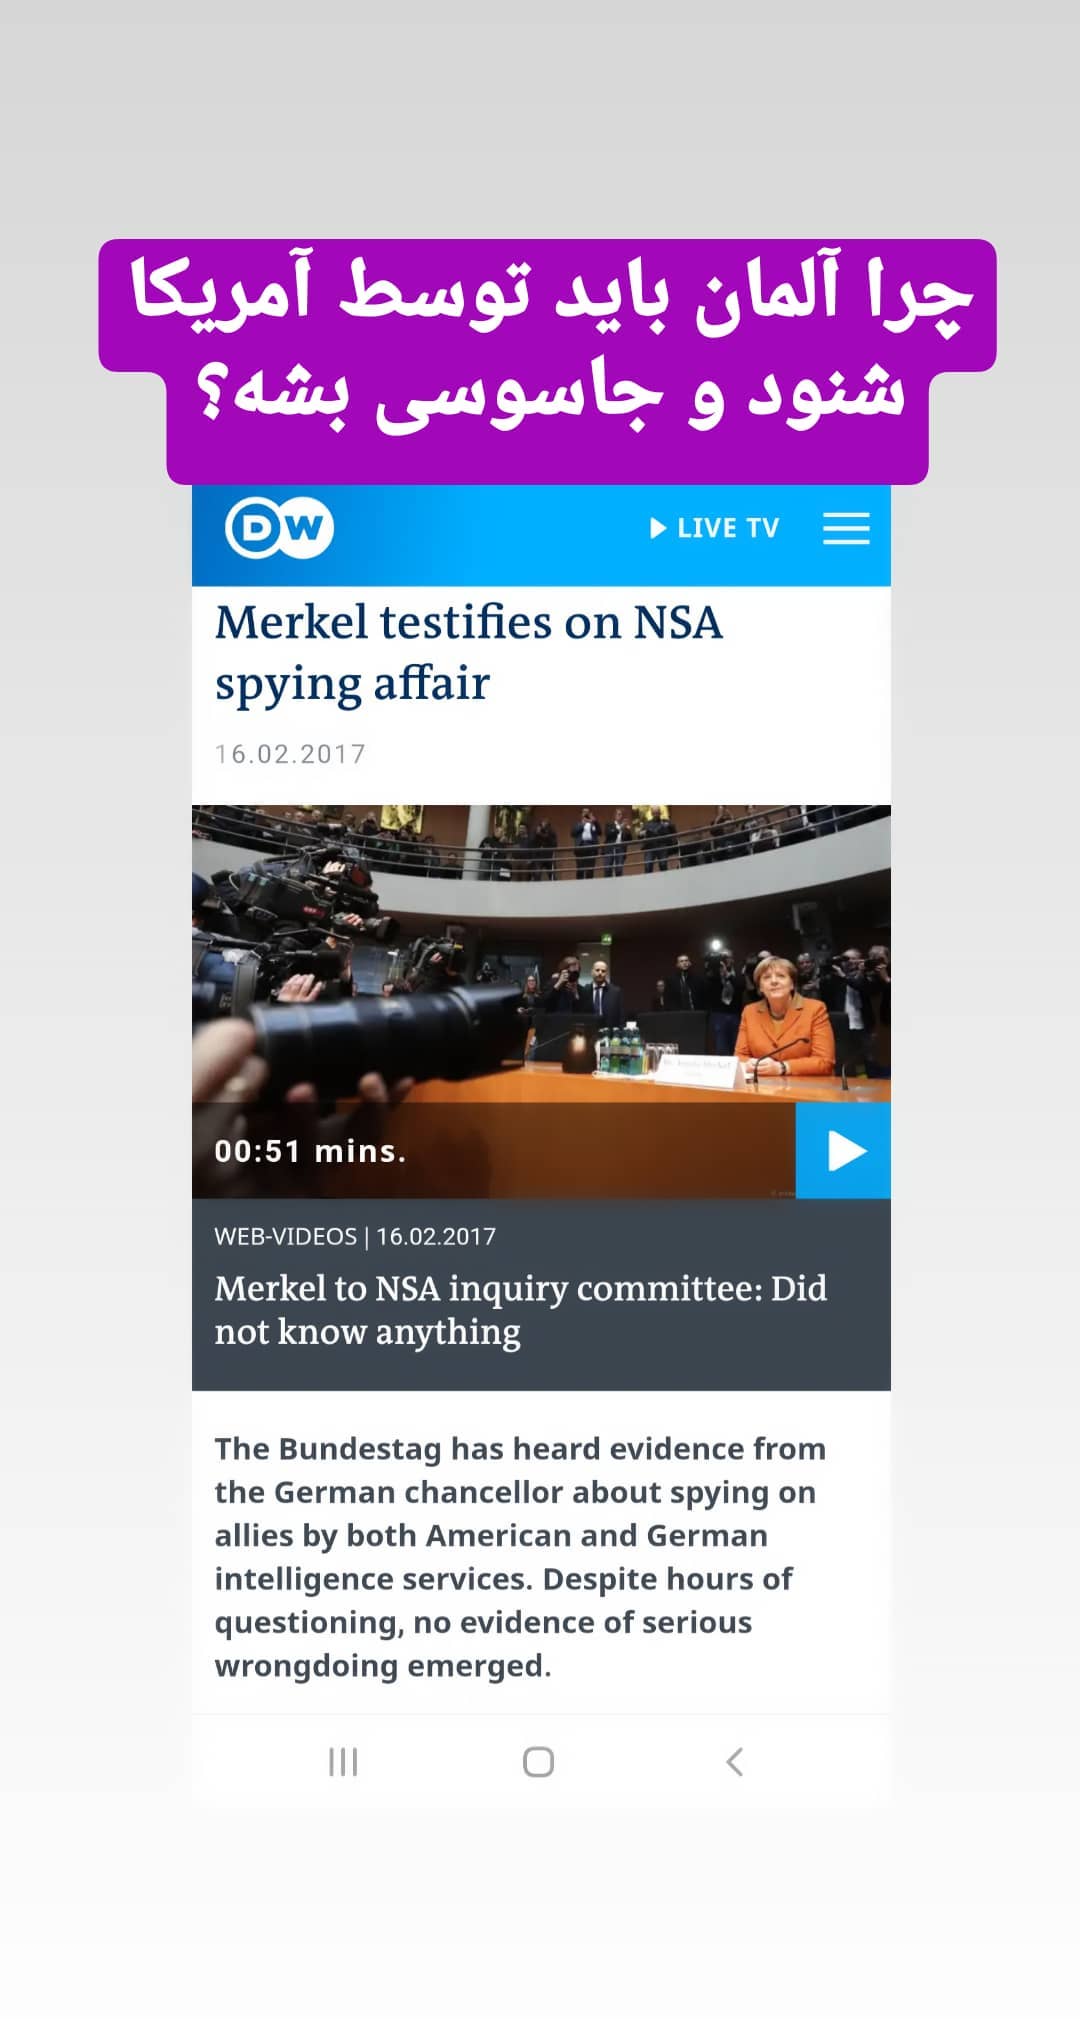 چرا آلمان باید توسط آمریکا
شنود و جاسوسی بشه؟
DW
LIVE TV
Merkel testifies on NSA
spying affair
16.02.2017
00:51 mins.
WEB-VIDEOS | 16.02.2017
Merkel to NSA inquiry committee: Did
not know anything
The Bundestag has heard evidence from
the German chancellor about spying on
allies by both American and German
intelligence services. Despite hours of
questioning, no evidence of serious
wrongdoing emerged.